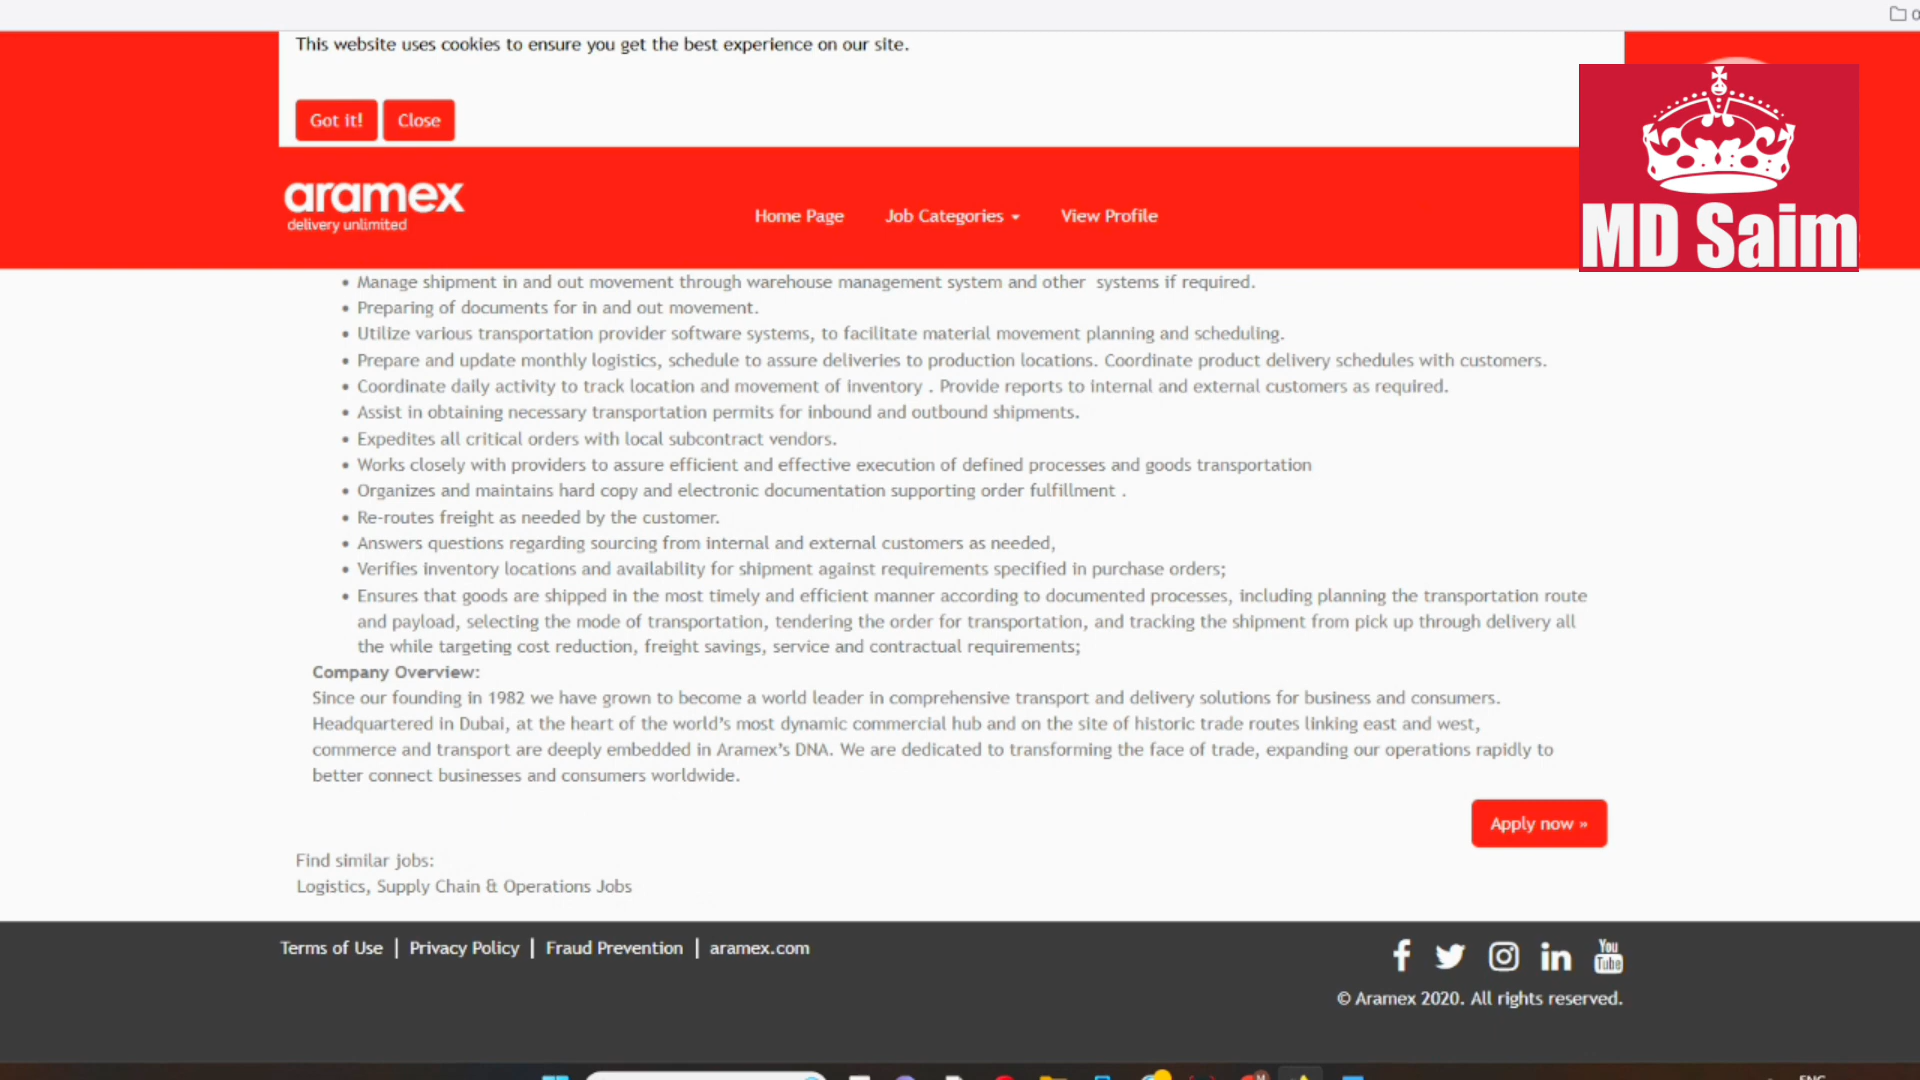 This website uses cookies to ensure you get the best experience on our site.
Got it! Close
aramex
delivery unlimited
Home Page Job Categories View Profile
MD Saim
• Manage shipment in and out movement through warehouse management system and other systems if required.
• Preparing of documents for in and out movement.
• Utilize various transportation provider software systems, to facilitate material movement planning and scheduling.
• Prepare and update monthly logistics, schedule to assure deliveries to production locations. Coordinate product delivery schedules with customers.
• Coordinate daily activity to track location and movement of inventory . Provide reports to internal and external customers as required.
• Assist in obtaining necessary transportation permits for inbound and outbound shipments.
• Expedites all critical orders with local subcontract vendors.
• Works closely with providers to assure efficient and effective execution of defined processes and goods transportation
• Organizes and maintains hard copy and electronic documentation supporting order fulfillment .
• Re-routes freight as needed by the customer.
• Answers questions regarding sourcing from internal and external customers as needed,
• Verifies inventory locations and availability for shipment against requirements specified in purchase orders;
• Ensures that goods are shipped in the most timely and efficient manner according to documented processes, including planning the transportation route
and payload, selecting the mode of transportation, tendering the order for transportation, and tracking the shipment from pick up through delivery all
the while targeting cost reduction, freight savings, service and contractual requirements;
Company Overview:
Since our founding in 1982 we have grown to become a world leader in comprehensive transport and delivery solutions for business and consumers.
Headquartered in Dubai, at the heart of the world's most dynamic commercial hub and on the site of historic trade routes linking east and west,
commerce and transport are deeply embedded in Aramex's DNA. We are dedicated to transforming the face of trade, expanding our operations rapidly to
better connect businesses and consumers worldwide.
Apply now »
Find similar jobs:
Logistics, Supply Chain & Operations Jobs
Terms of Use | Privacy Policy | Fraud Prevention | aramex.com
You Tube
© Aramex 2020. All rights reserved.